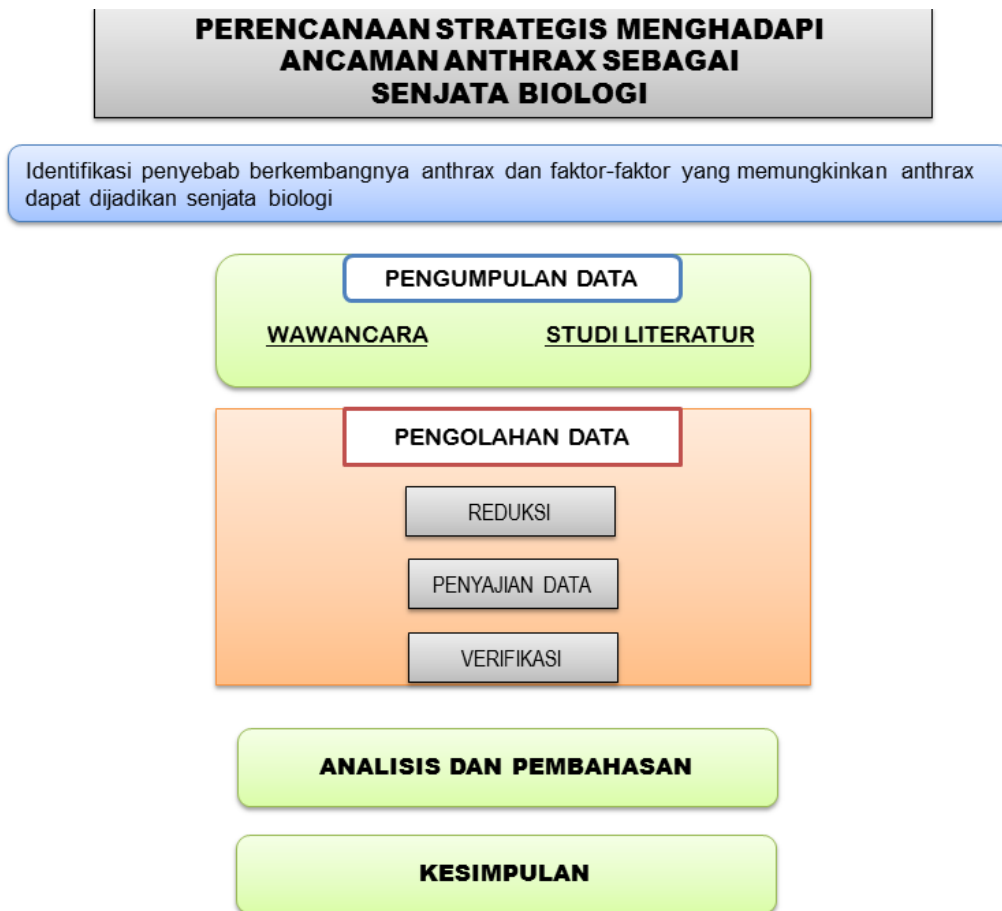 PERENCANAAN STRATEGIS MENGHADAPI
ANCAMAN ANTHRAX SEBAGAI
SENJATA BIOLOGI
Identifikasi penyebab berkembangnya anthrax dan faktor-faktor yang memungkinkan anthrax
dapat dijadikan senjata biologi
PENGUMPULAN DATA
WAWANCARA STUDI LITERATUR
PENGOLAHAN DATA
REDUKSI
PENYAJIAN DATA
VERIFIKASI
ANALISIS DAN PEMBAHASAN
KESIMPULAN